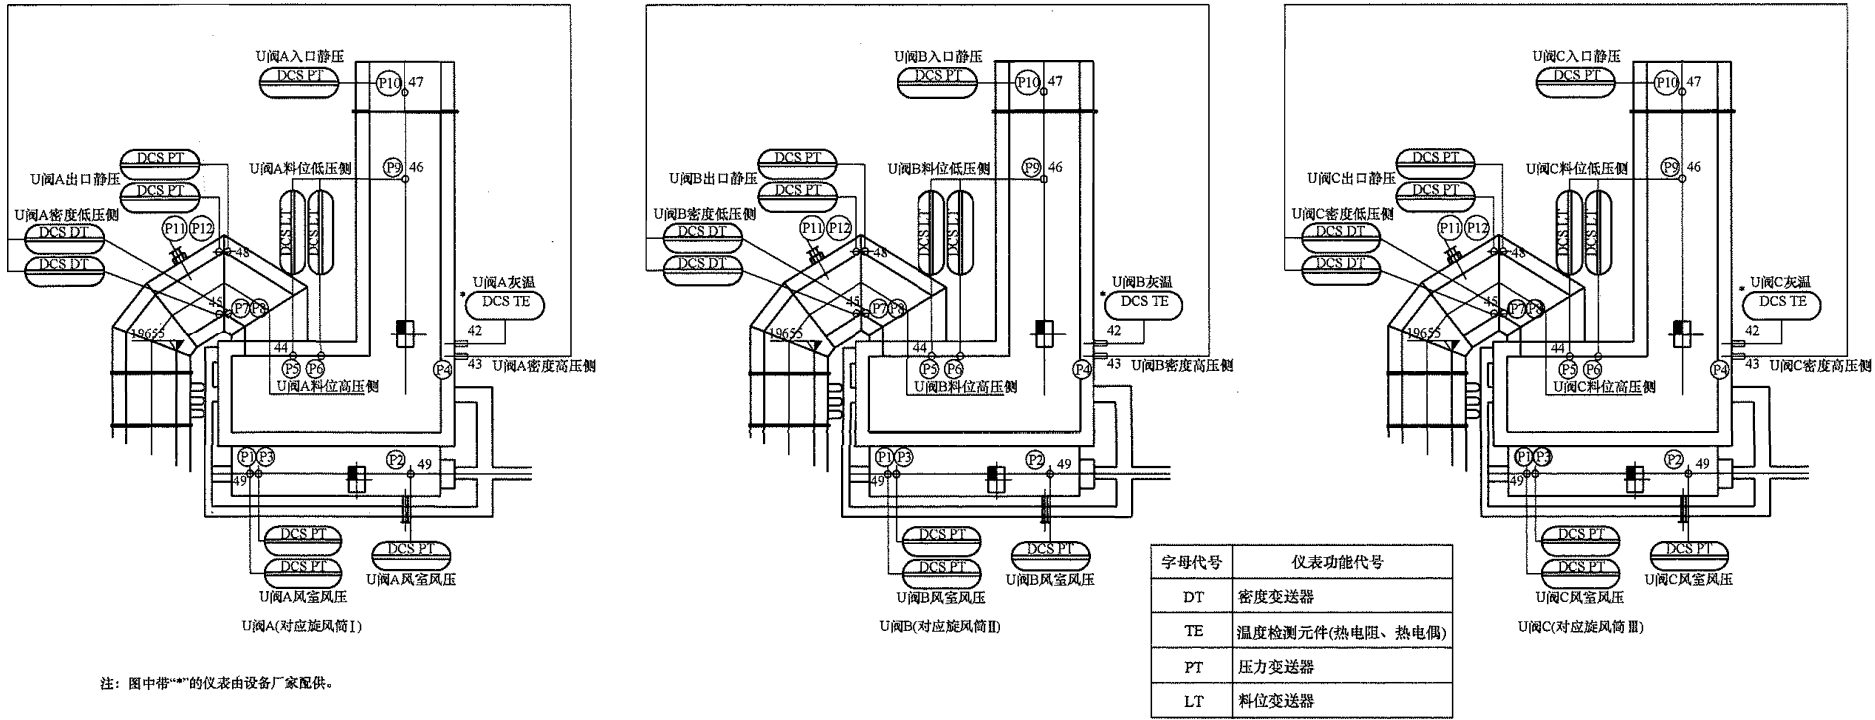 U阀A入口静压
DCS PT
P10
47
DCS PT
U阀A料位低压侧
P9
46
U阀A出口静压
DCS PT
DCS LT
DCS LT
U阀A密度低压侧
P11
P12
DCS DT
48
DCS DT
U阀A灰温
*
DCS TE
45
P7
P8
19655
42
44
43
U阀A密度高压侧
P5
P6
P4
U阀A料位高压侧
P1
P3
P2
49
49
DCS PT
DCS PT
DCS PT
U阀A风室风压
U阀A风室风压
U阀A(对应旋风筒Ⅰ)
U阀B入口静压
DCS PT
P10
47
DCS PT
U阀B料位低压侧
P9
46
U阀B出口静压
DCS PT
DCS LT
DCS LT
U阀B密度低压侧
P11
P12
DCS DT
48
DCS DT
U阀B灰温
*
DCS TE
45
P7
P8
19655
42
44
43
U阀B密度高压侧
P5
P6
P4
U阀B料位高压侧
P1
P3
P2
49
49
DCS PT
DCS PT
DCS PT
U阀B风室风压
U阀B风室风压
U阀B(对应旋风筒Ⅱ)
U阀C入口静压
DCS PT
P10
47
DCS PT
U阀C料位低压侧
P9
46
U阀C出口静压
DCS PT
DCS LT
DCS LT
U阀C密度低压侧
P11
P12
DCS DT
48
DCS DT
U阀C灰温
*
DCS TE
45
P7
P8
19655
42
44
43
U阀C密度高压侧
P5
P6
P4
U阀C料位高压侧
P1
P3
P2
49
49
DCS PT
DCS PT
DCS PT
U阀C风室风压
U阀C风室风压
U阀C(对应旋风筒Ⅲ)
字母代号 仪表功能代号
DT 密度变送器
TE 温度检测元件(热电阻、热电偶)
PT 压力变送器
LT 料位变送器
注：图中带“*”的仪表由设备厂家配供。